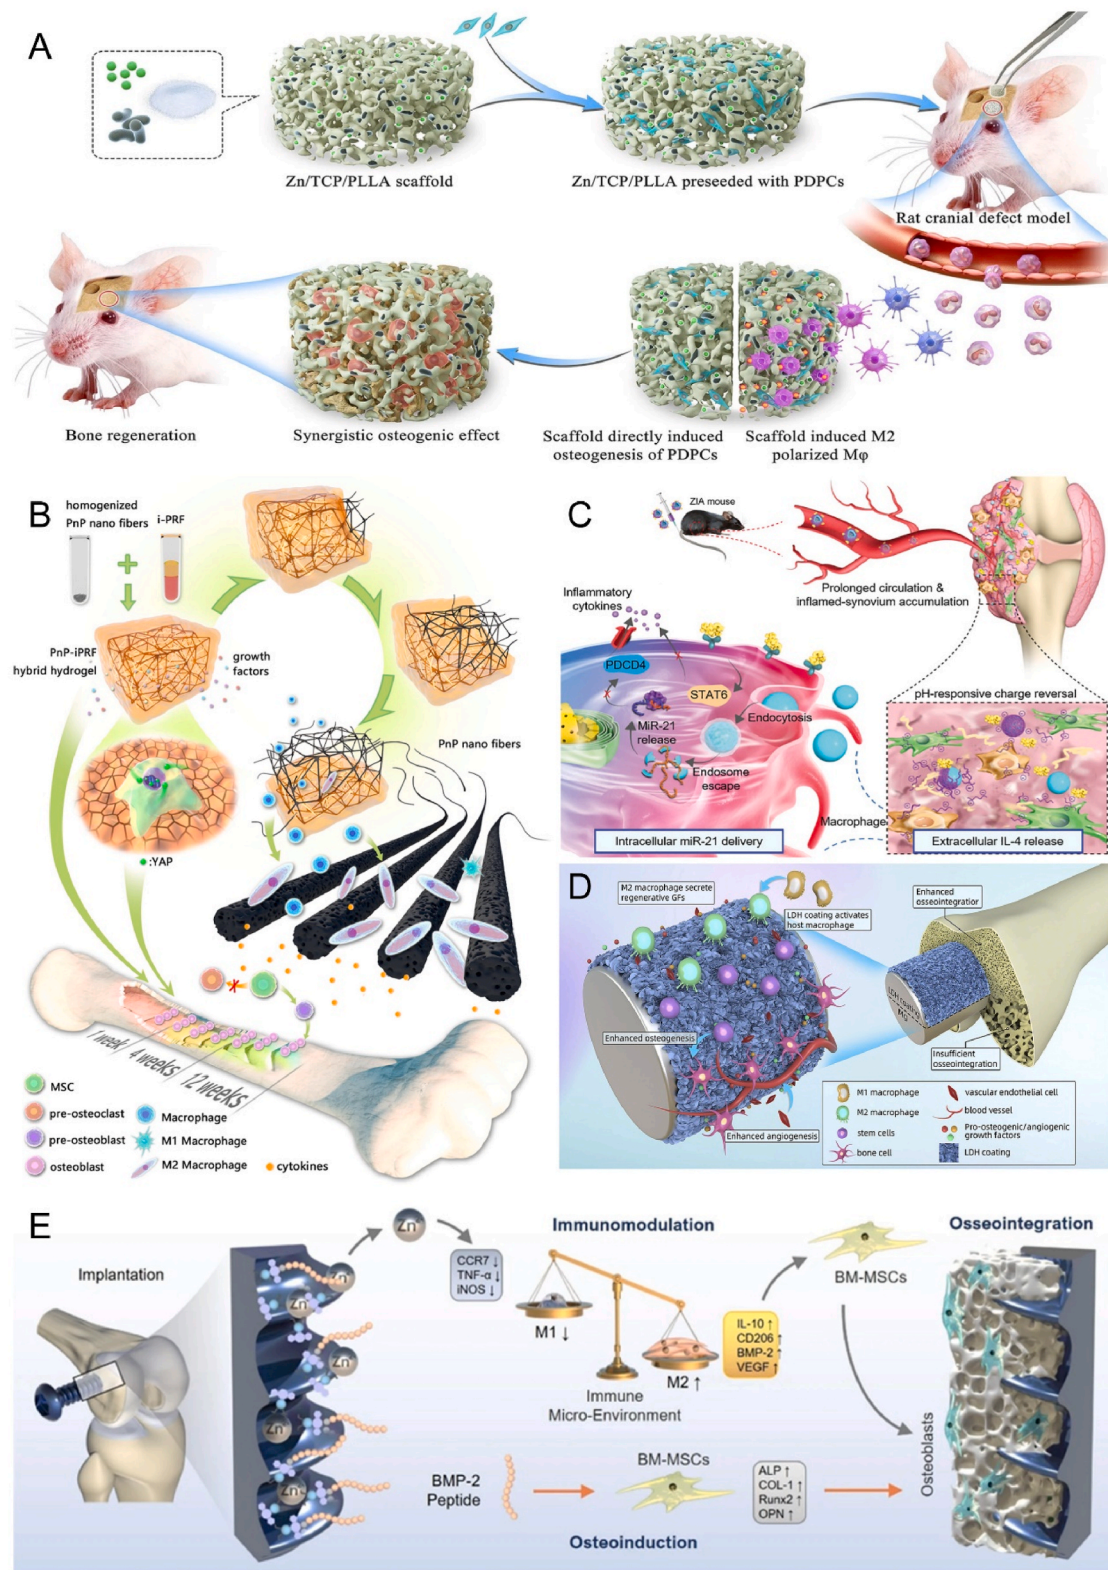 A
Zn/TCP/PLLA scaffold
Zn/TCP/PLLA preseeded with PDPCs
Rat cranial defect model
Bone regeneration
Synergistic osteogenic effect
Scaffold directly induced
osteogenesis of PDPCs
Scaffold induced M2
polarized Mφ
B
homogenized
PnP nano fibers
i-PRF
PnP-iPRF
hybrid hydrogel
growth
factors
PnP nano fibers
:YAP
1 week
4 weeks
12 weeks
MSC
pre-osteoclast
pre-osteoblast
osteoblast
Macrophage
M1 Macrophage
M2 Macrophage
cytokines
C
ZIA mouse
Prolonged circulation &
inflamed-synovium accumulation
Inflammatory
cytokines
PDCD4
STAT6
MiR-21
release
Endocytosis
Endosome
escape
Macrophage
Intracellular miR-21 delivery
pH-responsive charge reversal
Extracellular IL-4 release
D
M2 macrophage secrete
regenerative GFs
LDH coating activates
host macrophage
Enhanced
osseointegration
LDH coating
Enhanced osteogenesis
Insufficient
osseointegration
Enhanced angiogenesis
M1 macrophage
M2 macrophage
stem cells
bone cell
vascular endothelial cell
blood vessel
Pro-osteogenic/angiogenic
growth factors
LDH coating
E
Implantation
Zn
Zn
Zn
Zn
Zn
Zn
CCR7 ↓
TNF-α ↓
iNOS ↓
Immunomodulation
M1 ↓
M2 ↑
Immune
Micro-Environment
IL-10 ↑
CD206 ↑
BMP-2 ↑
VEGF ↑
BM-MSCs
Osseointegration
Osteoblasts
BMP-2
Peptide
BM-MSCs
ALP ↑
COL-1 ↑
Runx2 ↑
OPN ↑
Osteoinduction